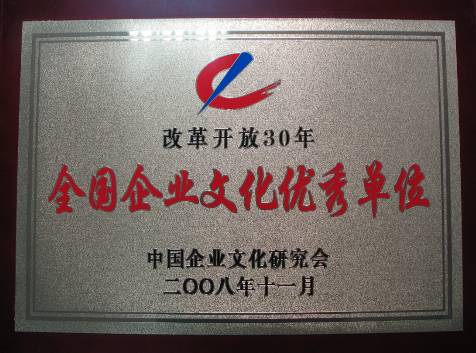 改革开放30年
全国企业文化优秀单位
中国企业文化研究会
二OO八年十一月